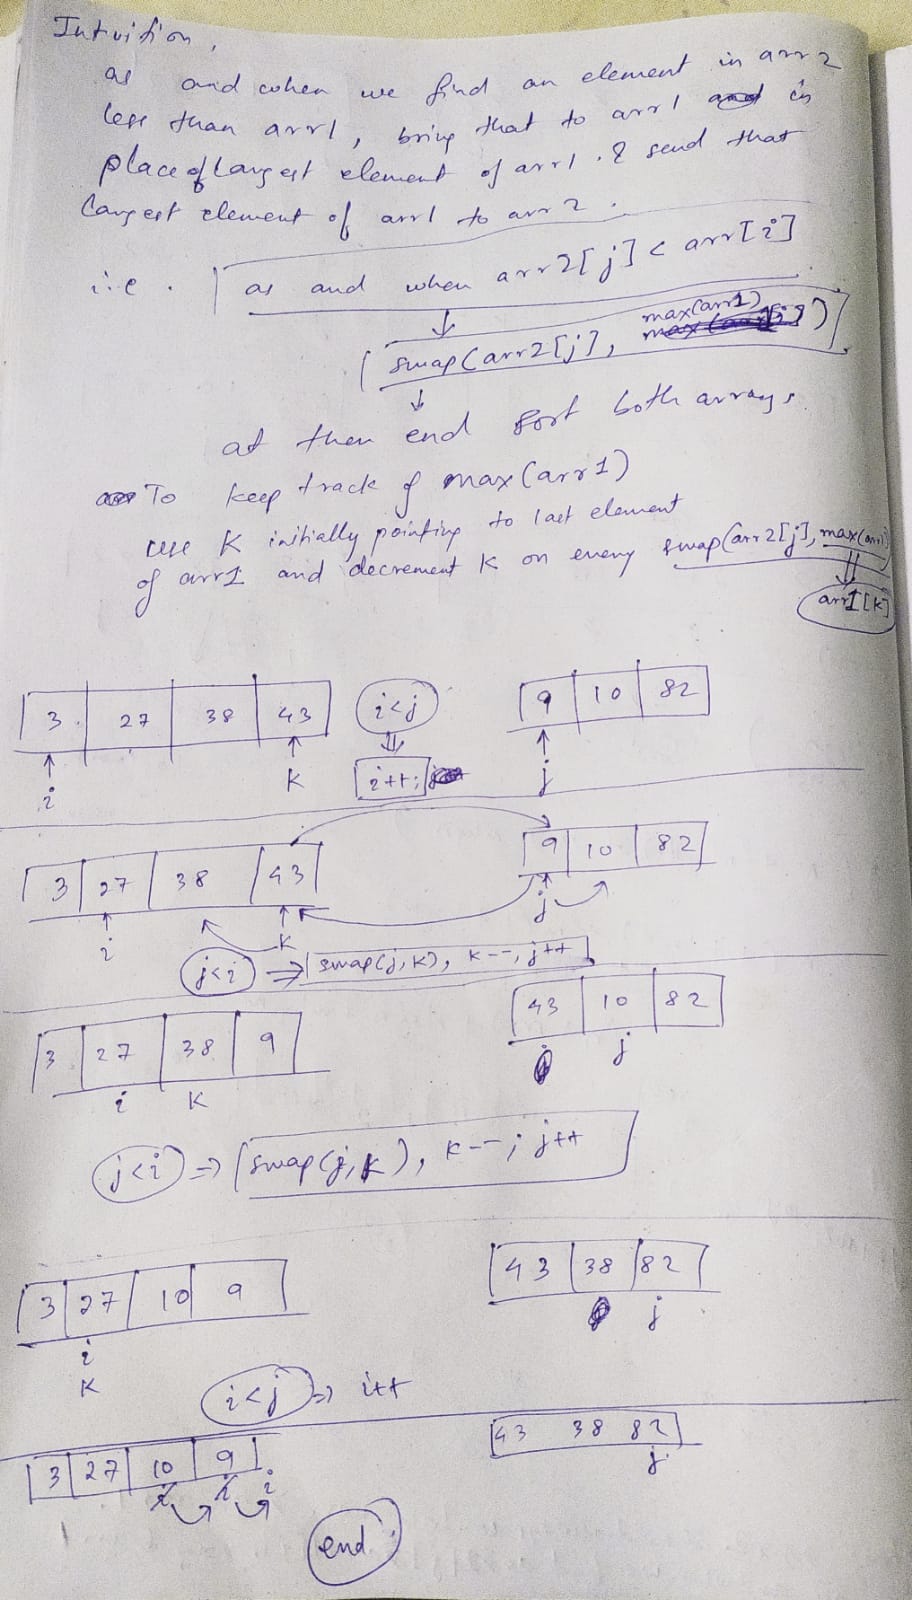 Intuition,
as and when we find an element in arr2
less than arr1, bring that to arr1 in
place of Largest element of arr1. & send that
largest element of arr1 to arr2.
i.e. as and when arr2[j] < arr[i]
max(arr1)
swap(arr2[j], )
at then end sort both arrays.
To keep track of max(arr1)
use K initially pointing to last element
of arr1 and decrement K on every swap(arr2[j], max(arr1)
arr1[K]
3 27 38 43 i<j 9 10 82
i++;
i K j
3 27 38 43 9 10 82
i K j
j<i => swap(j,K), K--, j++
3 27 38 9 43 10 82
i K j
j<i => swap(j,K), K--; j++
3 27 10 9 43 38 82
i j
K
i<j => i++
3 27 10 9 43 38 82
i i i j
end